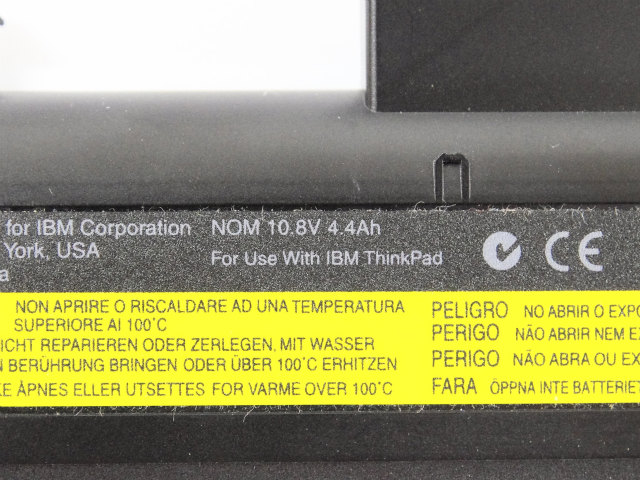 for IBM Corporation NOM 10.8V 4.4Ah
York, USA For Use With IBM ThinkPad
CE
NON APRIRE O RISCALDARE AD UNA TEMPERATURA
SUPERIORE AI 100°C
ICHT REPARIEREN ODER ZERLEGEN, MIT WASSER
N BERÜHRUNG BRINGEN ODER ÜBER 100°C ERHITZEN
KE ÅPNES ELLER UTSETTES FOR VARME OVER 100°C
PELIGRO NO ABRIR O EXPO
PERIGO NÃO ABRIR NEM EX
PERIGO NÃO ABRA OU EX
FARA ÖPPNA INTE BATTERIET